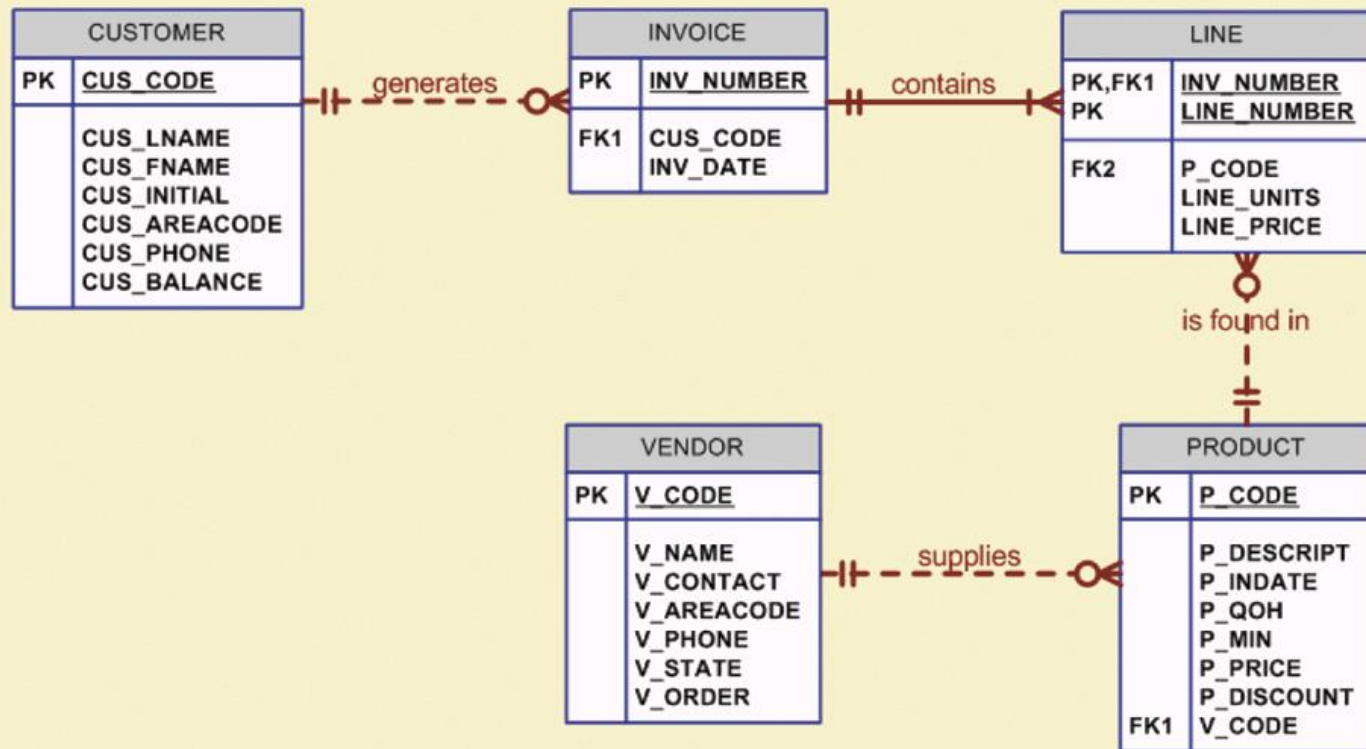 CUSTOMER
PK CUS_CODE
CUS_LNAME
CUS_FNAME
CUS_INITIAL
CUS_AREACODE
CUS_PHONE
CUS_BALANCE
generates
INVOICE
PK INV_NUMBER
FK1 CUS_CODE
INV_DATE
contains
LINE
PK,FK1 INV_NUMBER
PK LINE_NUMBER
FK2 P_CODE
LINE_UNITS
LINE_PRICE
is found in
VENDOR
PK V_CODE
V_NAME
V_CONTACT
V_AREACODE
V_PHONE
V_STATE
V_ORDER
supplies
PRODUCT
PK P_CODE
P_DESCRIPT
P_INDATE
P_QOH
P_MIN
P_PRICE
P_DISCOUNT
FK1 V_CODE